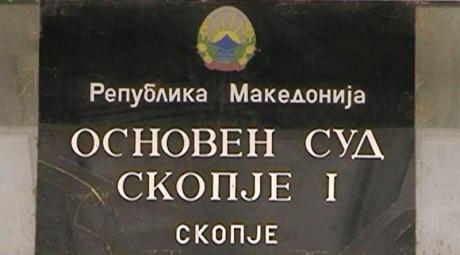 Република Македонија
ОСНОВЕН СУД
СКОПЈЕ I
СКОПЈЕ